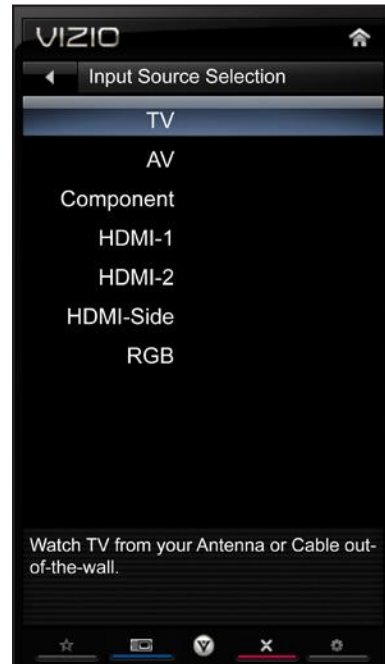 VIZIO
Input Source Selection
TV
AV
Component
HDMI-1
HDMI-2
HDMI-Side
RGB
Watch TV from your Antenna or Cable out-
of-the-wall.
V